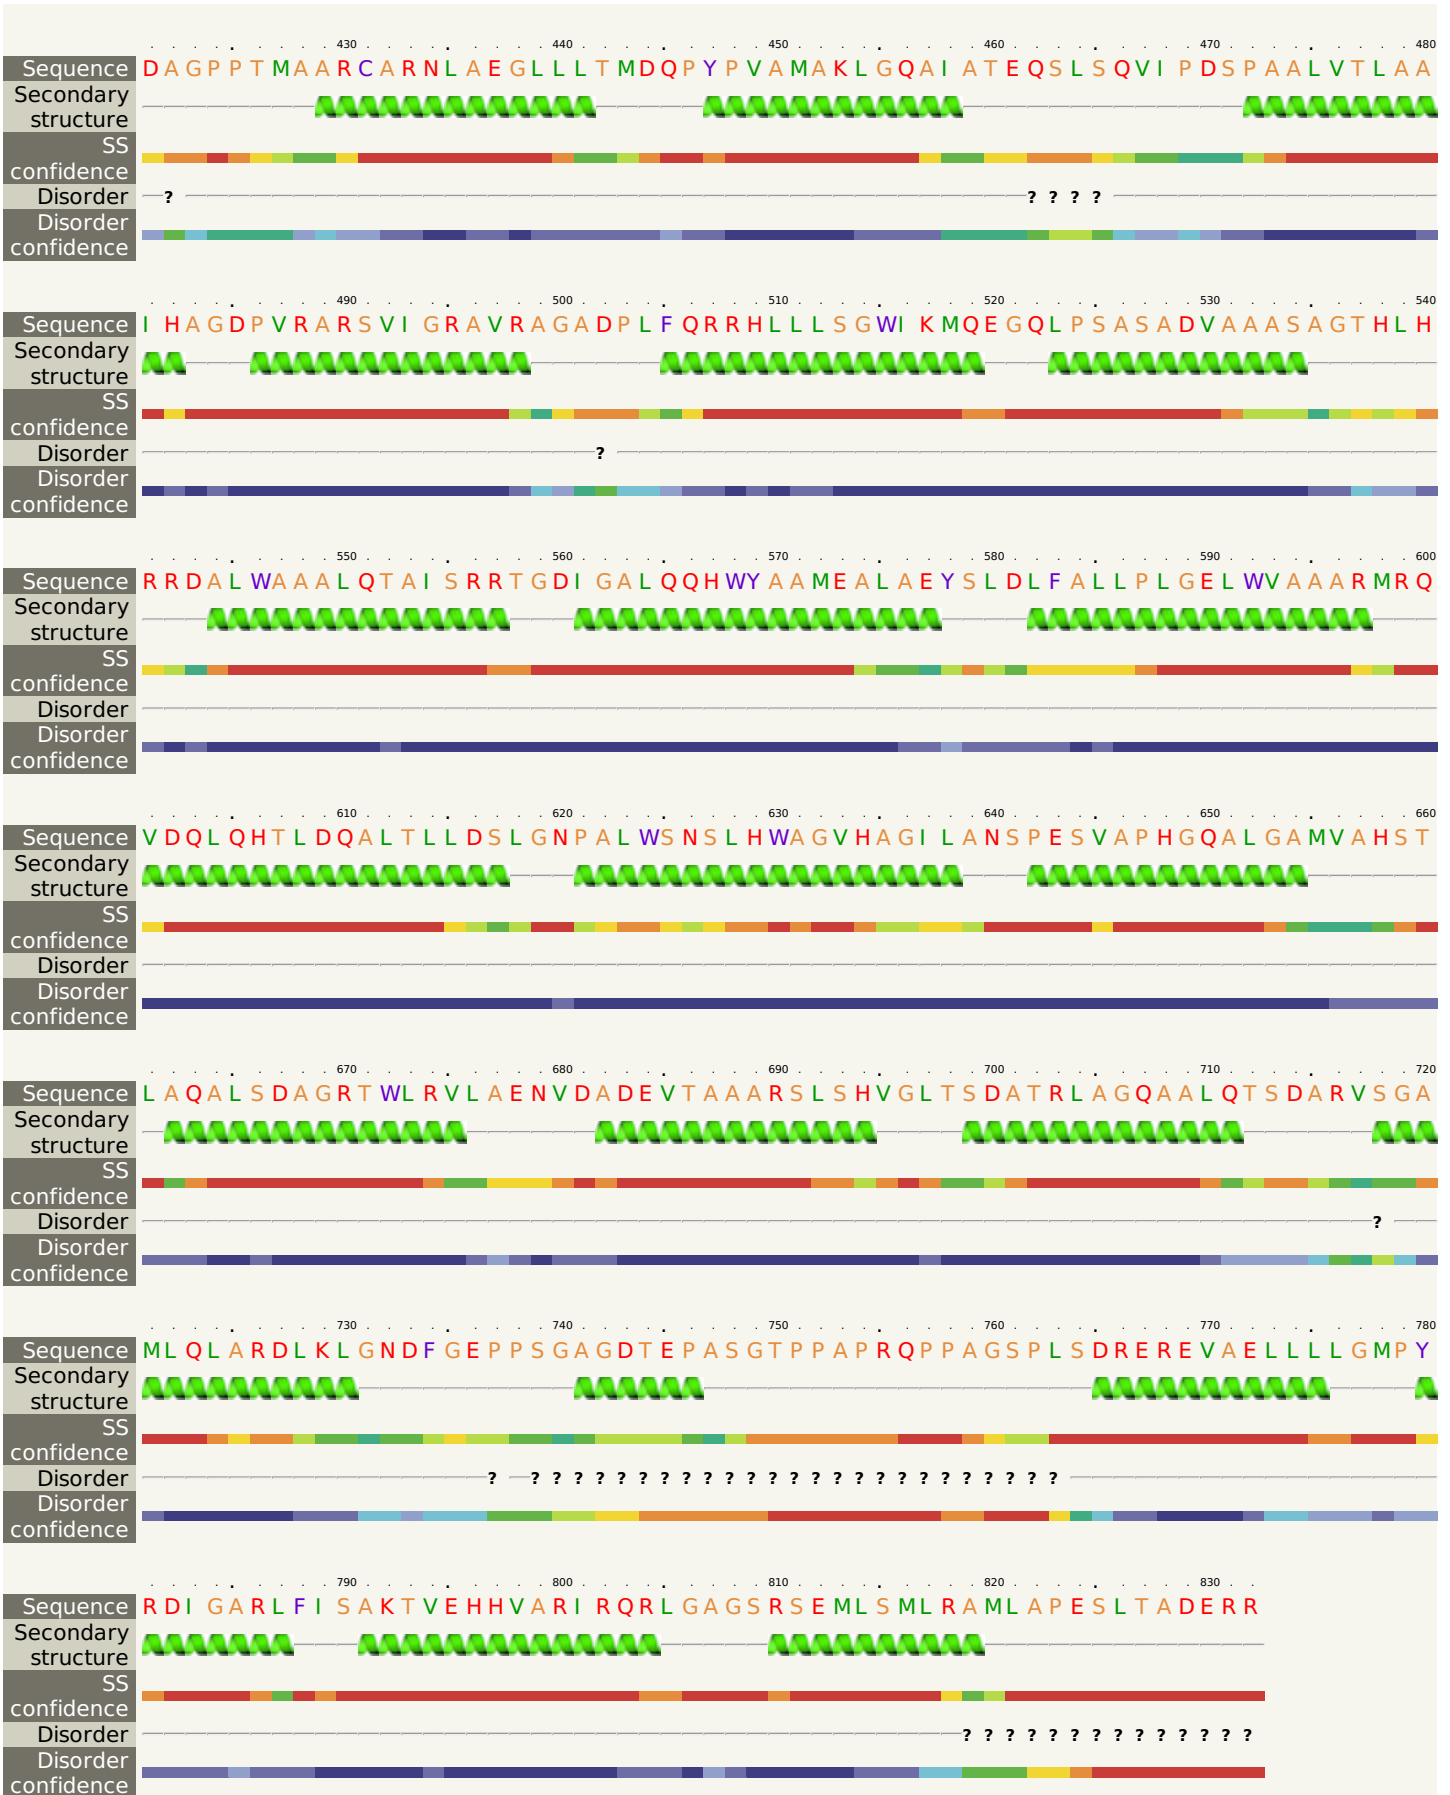 430 440 450 460 470 480
Sequence DAGPPTMAARCARNLAEGLLLTMDQPYPVAMAKLGQAIATEQSLSQVIPDSPAALVTLAA
Secondary
structure
SS
confidence
Disorder ? ? ? ? ?
Disorder
confidence
490 500 510 520 530 540
Sequence IHAGDPVRARSVIGRAVRAGADPLFQRRHLLLSGWIKMQEGQLPSASADVAAASAGTHLH
Secondary
structure
SS
confidence
Disorder ?
Disorder
confidence
550 560 570 580 590 600
Sequence RRDALWAAALQTAISRRTGDIGALQQHWYAAMEALAEYSLDLFALLPLGELWVAAARMRQ
Secondary
structure
SS
confidence
Disorder
Disorder
confidence
610 620 630 640 650 660
Sequence VDQLQHTLDQALTLLDSLGNPALWSNSLHWAGVHAGILANSPESVAPHGQALGAMVAHST
Secondary
structure
SS
confidence
Disorder
Disorder
confidence
670 680 690 700 710 720
Sequence LAQALSDAGRTWLRVLAENVDADEVTAAARSLSHVGLTSDATRLAGQAALQTSDARVSGA
Secondary
structure
SS
confidence
Disorder ?
Disorder
confidence
730 740 750 760 770 780
Sequence MLQLARDLKLGNDFGEPPSGAGDTEPASGTPPAPRQPPAGSPLSDREREVAELLLLGMPY
Secondary
structure
SS
confidence
Disorder ? ? ? ? ? ? ? ? ? ? ? ? ? ? ? ? ? ? ? ? ? ? ? ? ? ?
Disorder
confidence
790 800 810 820 830
Sequence RDIGARLFISAKTVEHHVARIRQRLGAGSRSEMLSMLRAMLAPESLTADERR
Secondary
structure
SS
confidence
Disorder ? ? ? ? ? ? ? ? ? ? ? ? ? ?
Disorder
confidence